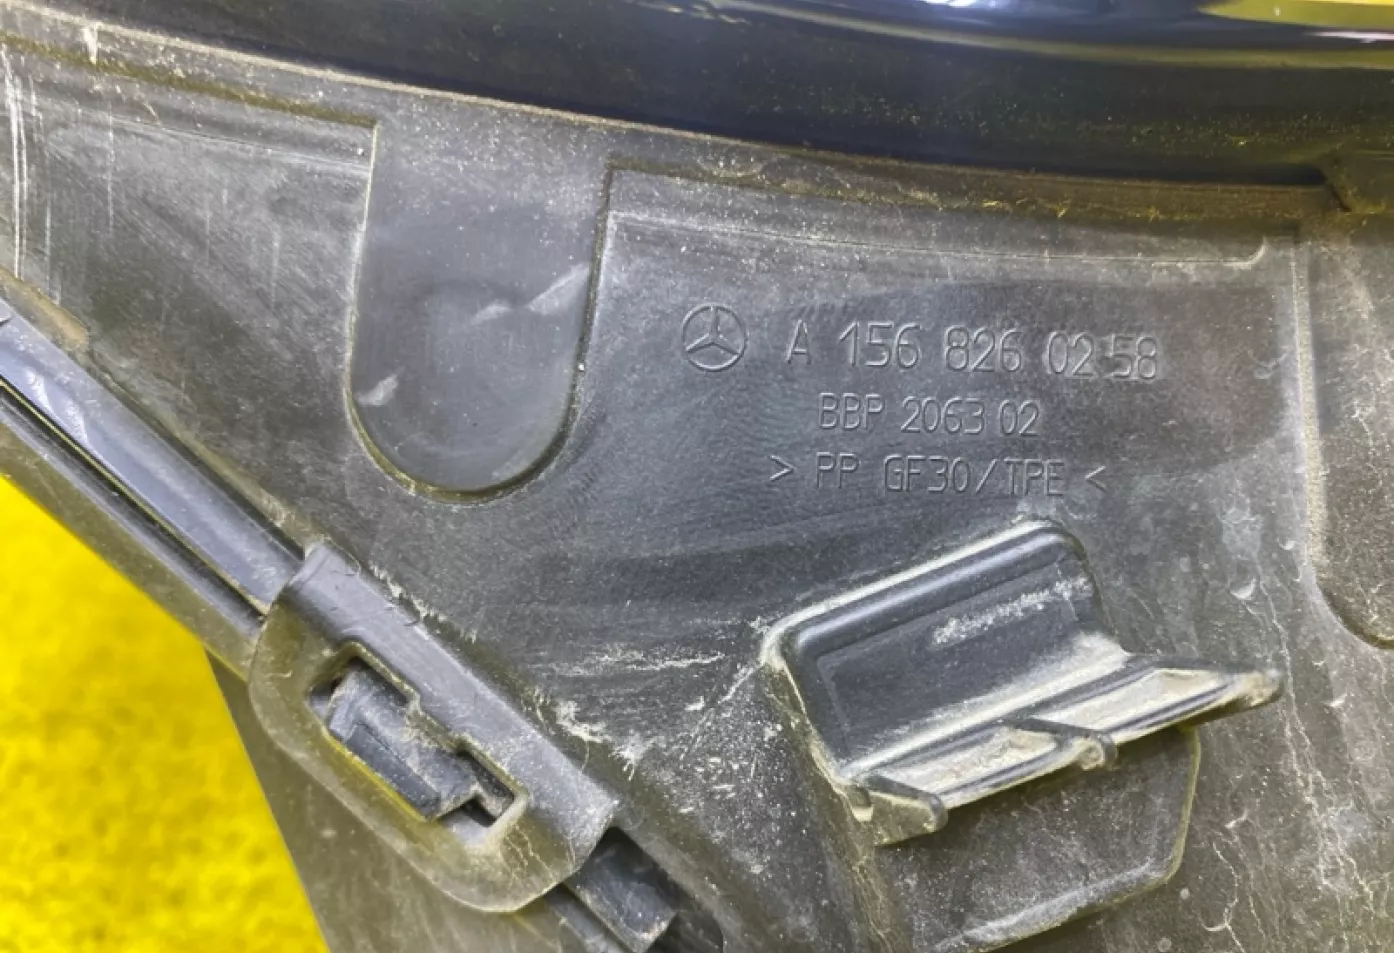 A 156 826 02 58
BBP 2063 02
> PP GF30/TPE <